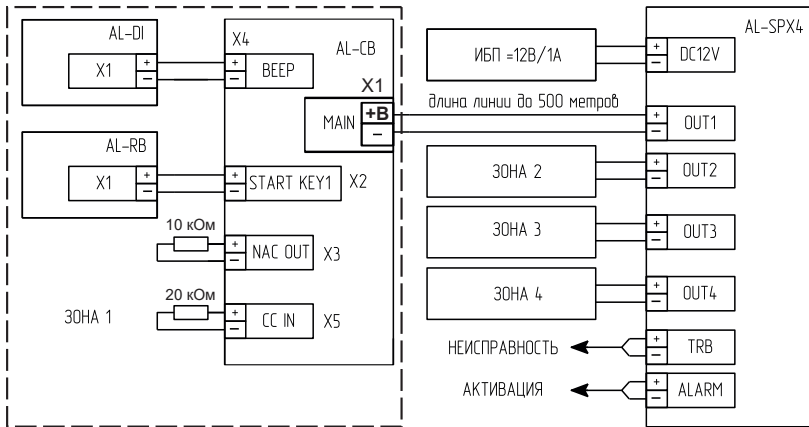 AL-DI
X1
+
−
X4
+
−
BEEP
AL-CB
X1
MAIN
+B
−
AL-RB
X1
+
−
+
−
START KEY1
X2
10 кОм
+
−
NAC OUT
X3
20 кОм
+
−
CC IN
X5
ЗОНА 1
AL-SPX4
ИБП =12В/1А
+
−
DC12V
длина линии до 500 метров
+
−
OUT1
ЗОНА 2
+
−
OUT2
ЗОНА 3
+
−
OUT3
ЗОНА 4
+
−
OUT4
НЕИСПРАВНОСТЬ
+
−
TRB
АКТИВАЦИЯ
+
−
ALARM